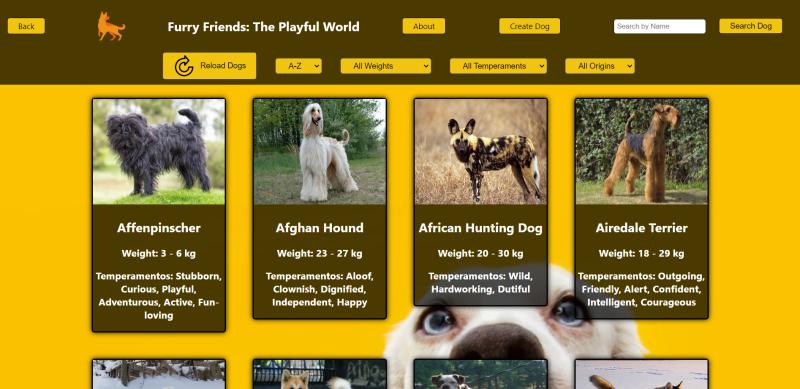 Back
Furry Friends: The Playful World
About
Create Dog
Search by Name
Search Dog
Reload Dogs
A-Z
All Weights
All Temperaments
All Origins
Affenpinscher
Weight: 3 - 6 kg
Temperamentos: Stubborn,
Curious, Playful,
Adventurous, Active, Fun-
loving
Afghan Hound
Weight: 23 - 27 kg
Temperamentos: Aloof,
Clownish, Dignified,
Independent, Happy
African Hunting Dog
Weight: 20 - 30 kg
Temperamentos: Wild,
Hardworking, Dutiful
Airedale Terrier
Weight: 18 - 29 kg
Temperamentos: Outgoing,
Friendly, Alert, Confident,
Intelligent, Courageous